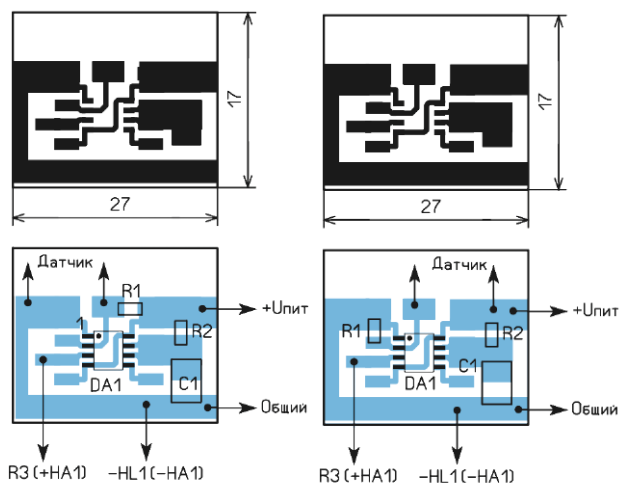 17
27
17
27
Датчик
R1
+Uпит
1
R2
DA1
C1
Общий
R3 (+HA1)
-HL1(-HA1)
Датчик
+Uпит
R1
R2
DA1
C1
Общий
R3 (+HA1)
-HL1(-HA1)